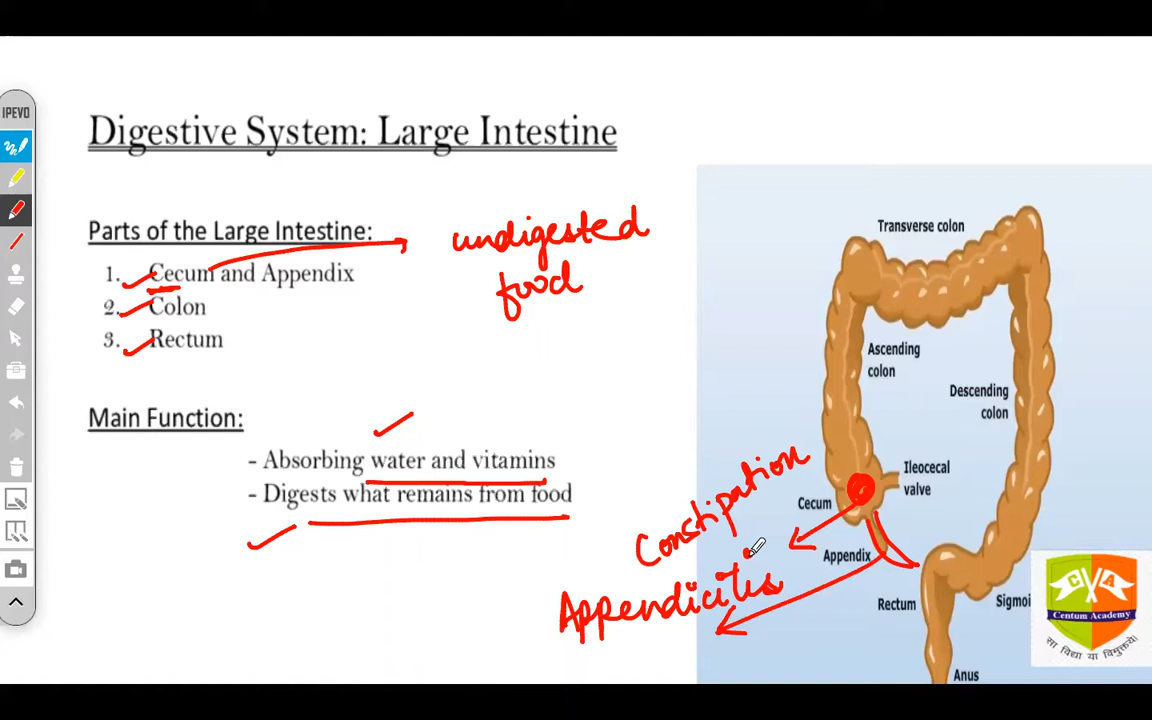 IPEVO
Digestive System: Large Intestine
Parts of the Large Intestine:
1. Cecum and Appendix
2. Colon
3. Rectum
undigested
food
Main Function:
- Absorbing water and vitamins
- Digests what remains from food
Transverse colon
Ascending
colon
Descending
colon
Ileocecal
valve
Cecum
Constipation
Appendix
Appendicitis
Rectum
Sigmoi
Anus
C A
Centum Academy
सा विद्या या विमुक्तये